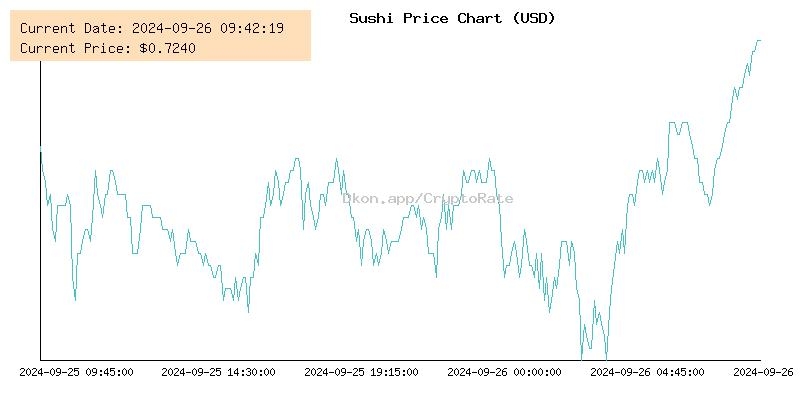 Sushi Price Chart (USD)
Current Date: 2024-09-26 09:42:19
Current Price: $0.7240
Dkon.app/CryptoRate
2024-09-25 09:45:00
2024-09-25 14:30:00
2024-09-25 19:15:00
2024-09-26 00:00:00
2024-09-26 04:45:00
2024-09-26